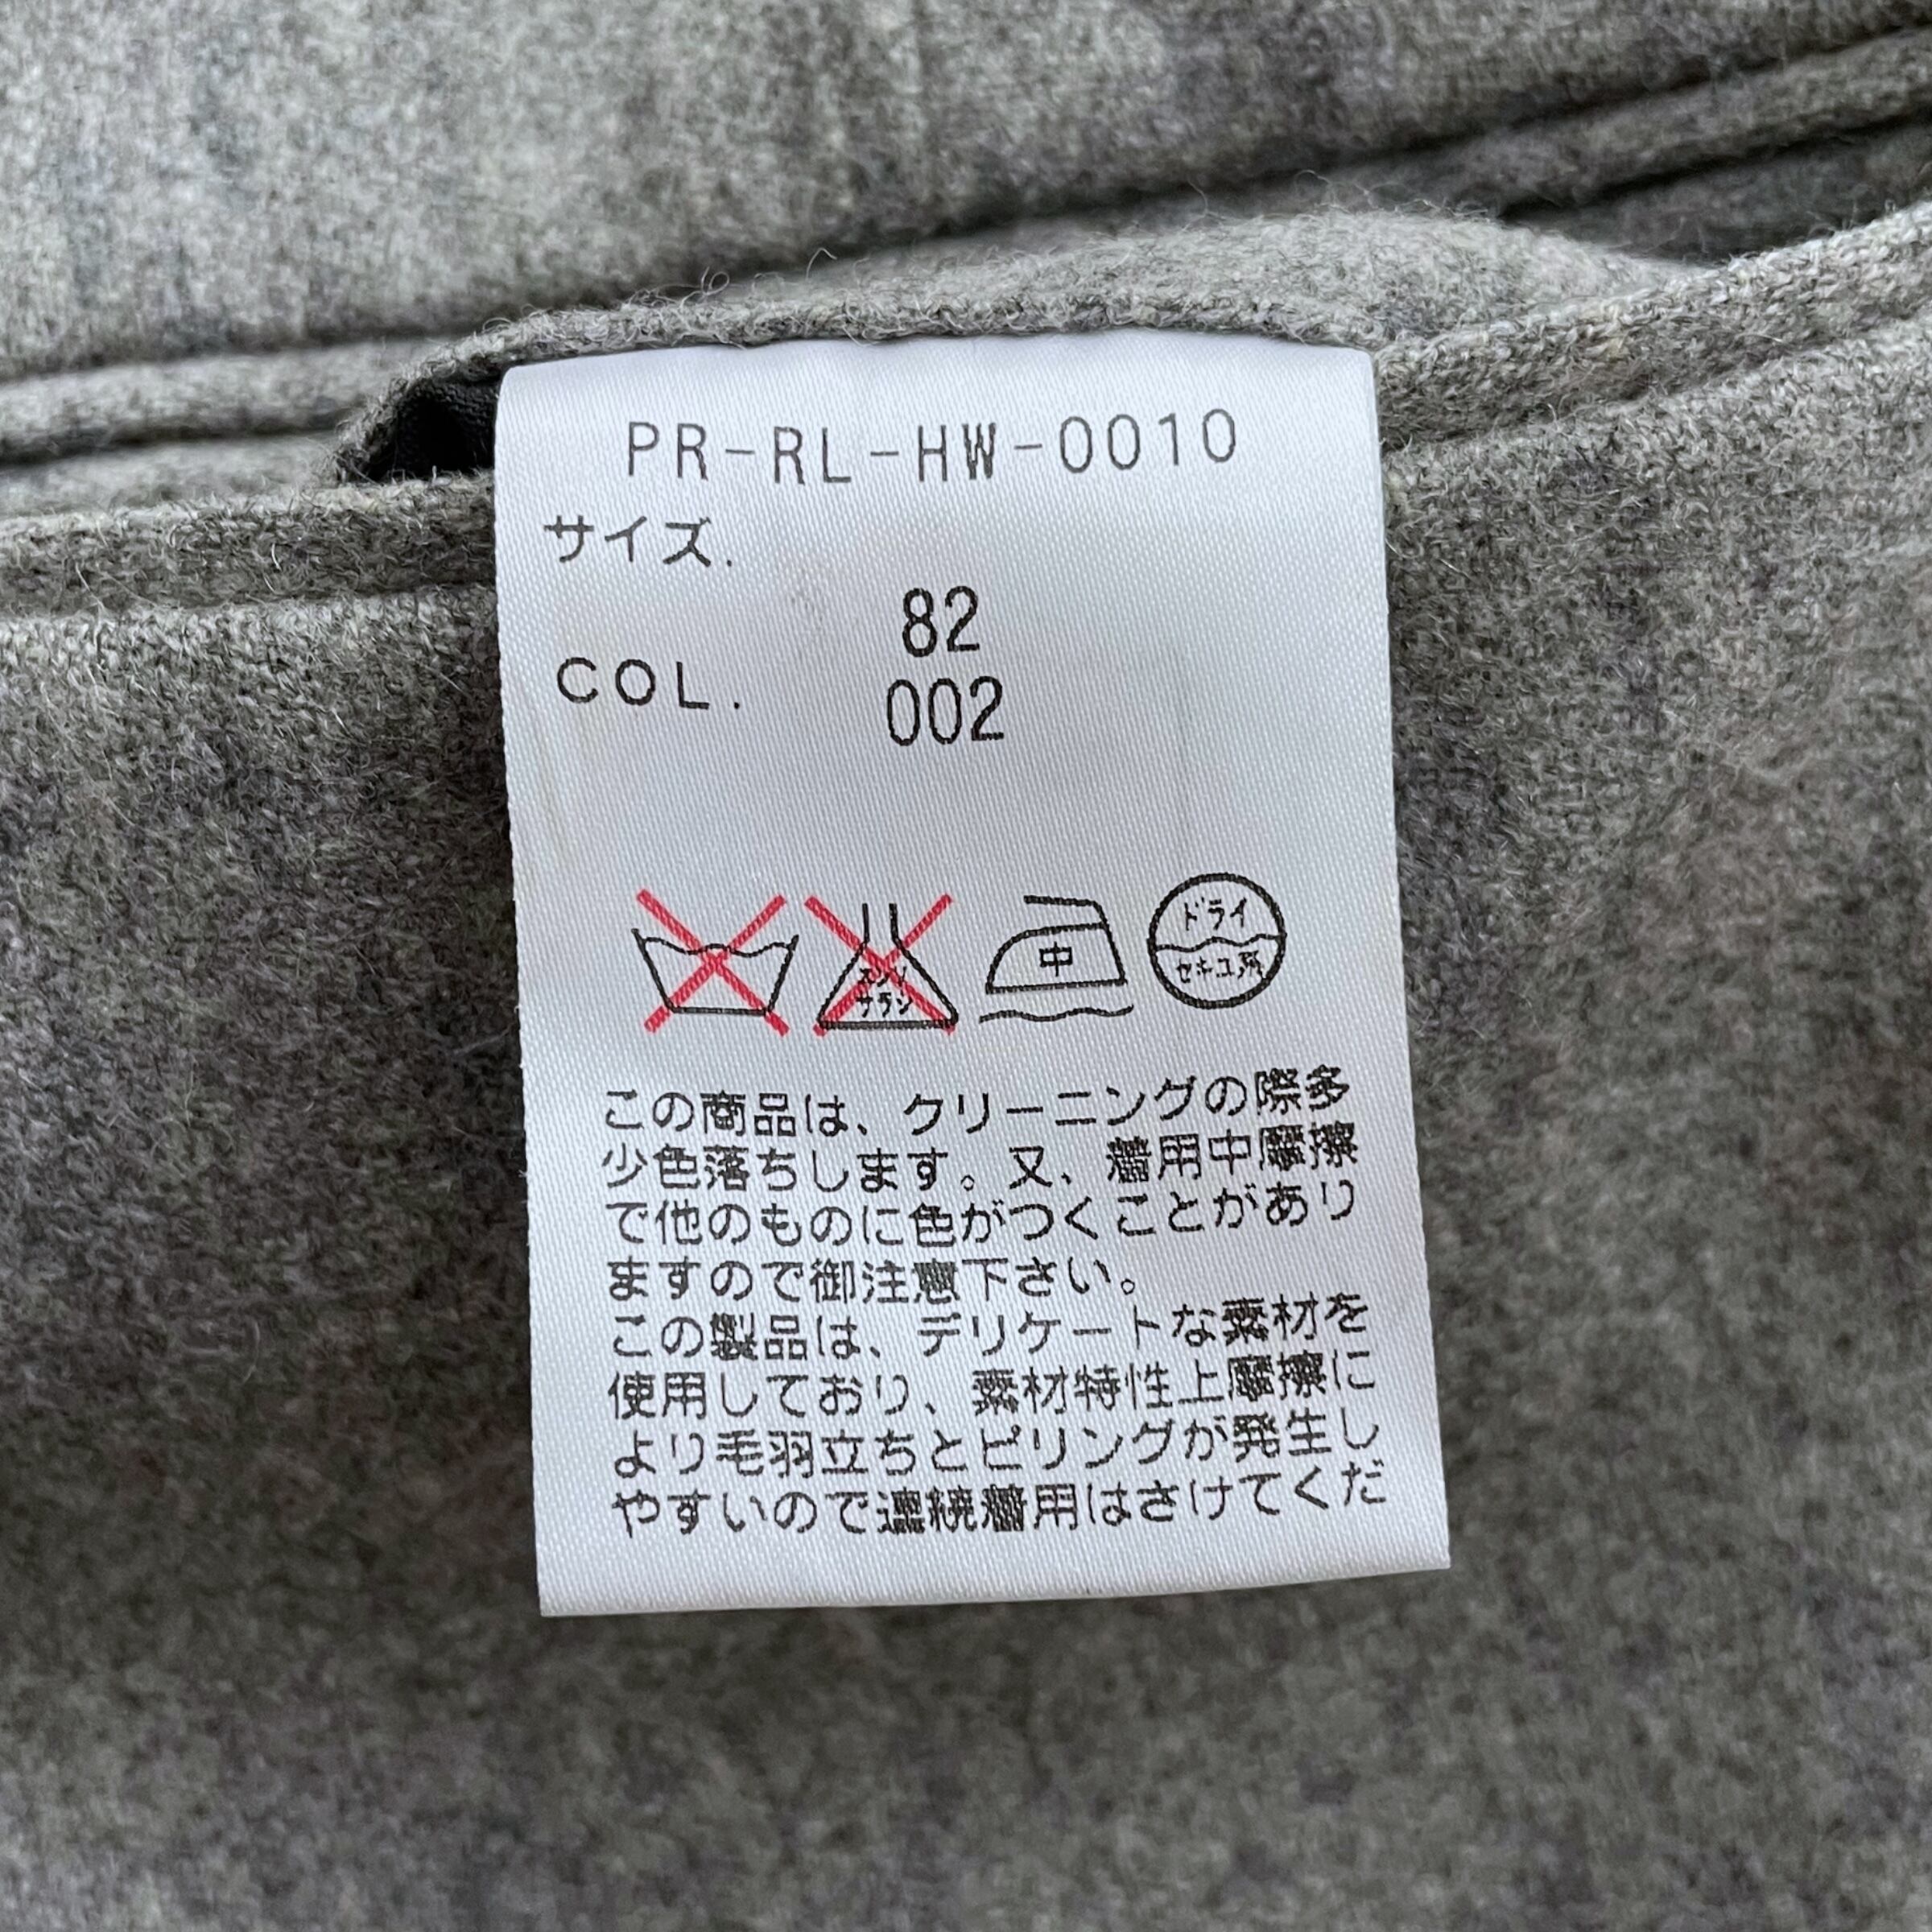 PR-RL-HW-0010
サイズ.
82
COL. 002
エンソ
サラシ
中
ドライ
セキユ系
この商品は、クリーニングの際多
少色落ちします。又、着用中摩擦
で他のものに色がつくことがあり
ますので御注意下さい。
この製品は、デリケートな素材を
使用しており、素材特性上摩擦に
より毛羽立ちとピリングが発生し
やすいので連続着用はさけてくだ